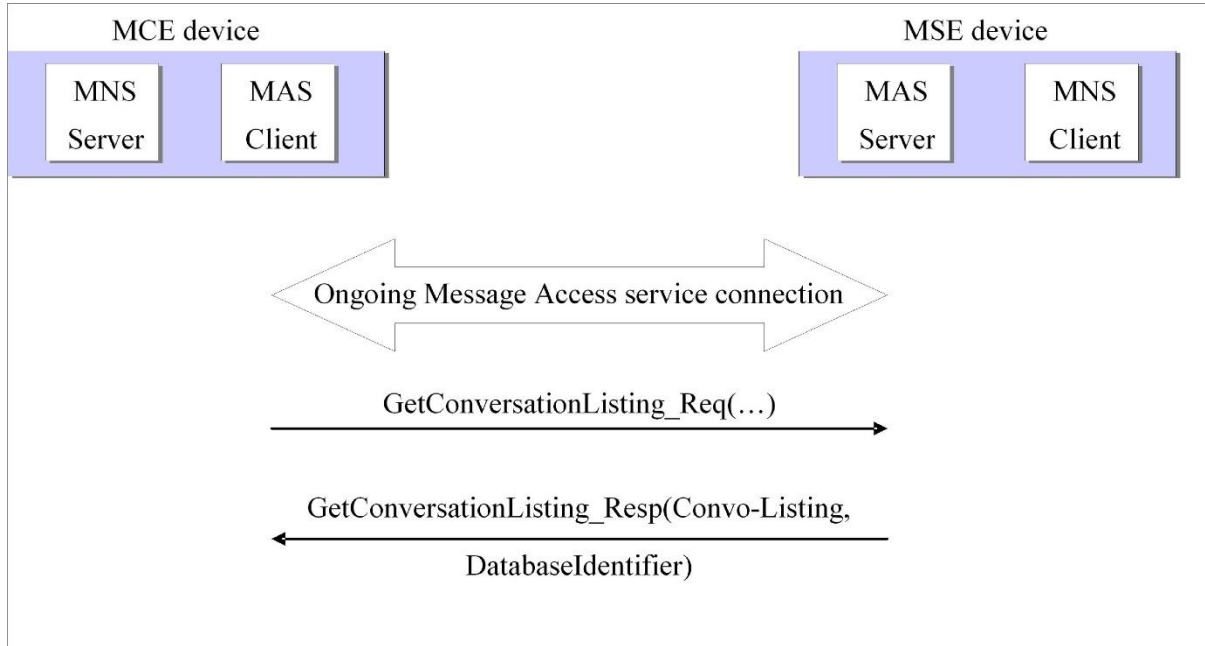 MCE device
MSE device
MNS
Server
MAS
Client
MAS
Server
MNS
Client
Ongoing Message Access service connection
GetConversationListing_Req(…)
GetConversationListing_Resp(Convo-Listing,
DatabaseIdentifier)